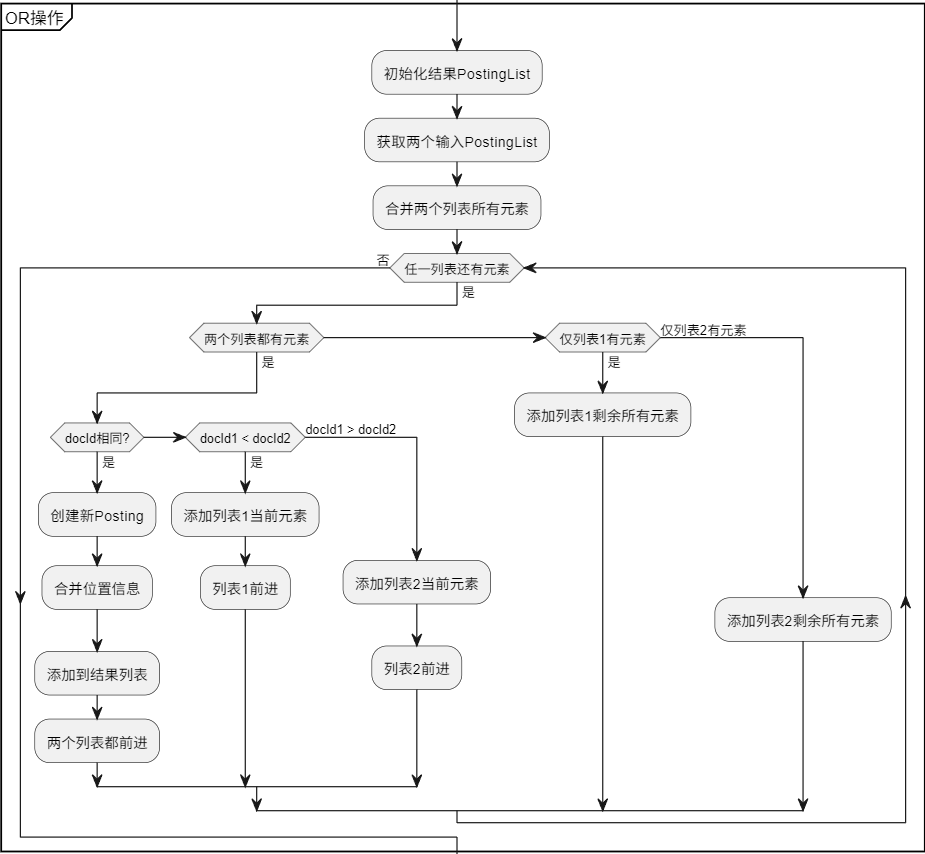 OR操作
初始化结果PostingList
获取两个输入PostingList
合并两个列表所有元素
任一列表还有元素
否
是
两个列表都有元素
是
仅列表1有元素
是
仅列表2有元素
添加列表1剩余所有元素
添加列表2剩余所有元素
docId相同?
是
docId1 < docId2
是
docId1 > docId2
创建新Posting
合并位置信息
添加到结果列表
两个列表都前进
添加列表1当前元素
列表1前进
添加列表2当前元素
列表2前进